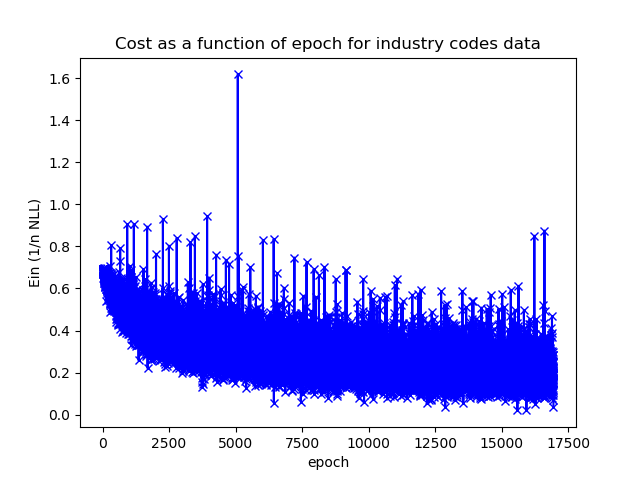 Cost as a function of epoch for industry codes data
Ein (1/n NLL)
1.6
1.4
1.2
1.0
0.8
0.6
0.4
0.2
0.0
0 2500 5000 7500 10000 12500 15000 17500
epoch